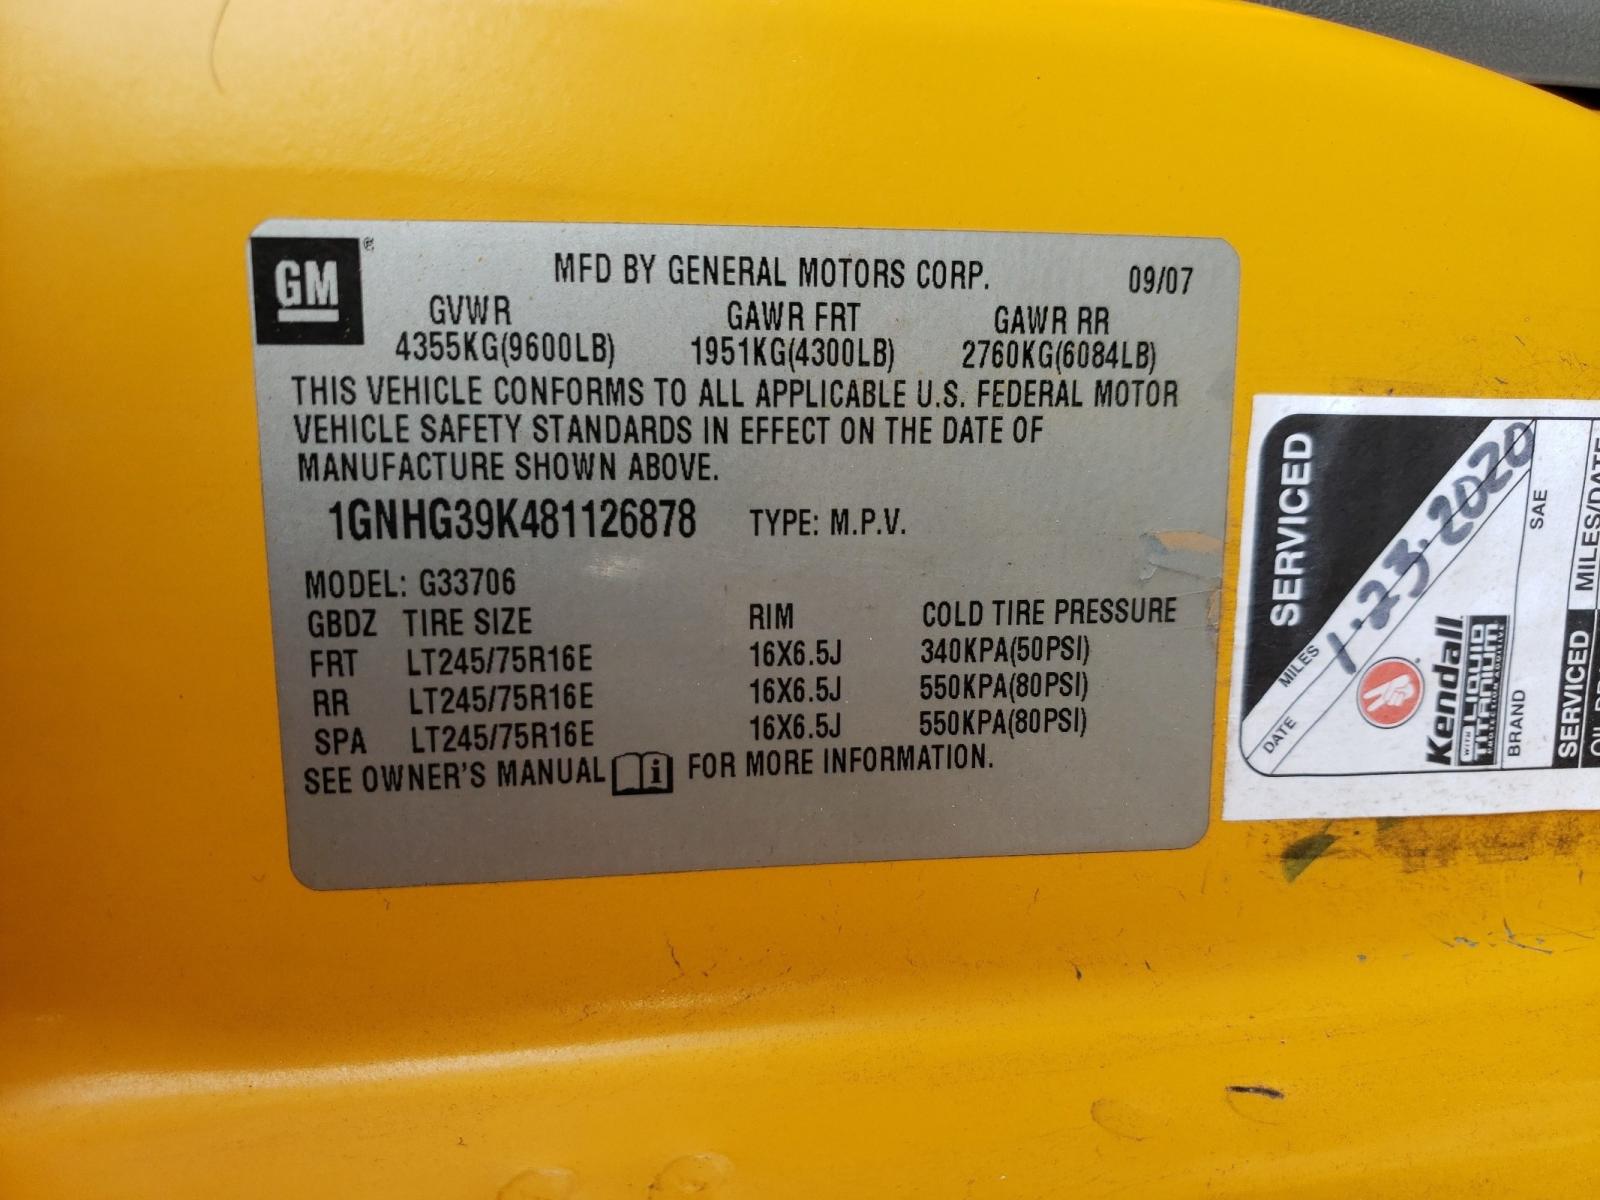 GM®
MFD BY GENERAL MOTORS CORP. 09/07
GVWR GAWR FRT GAWR RR
4355KG(9600LB) 1951KG(4300LB) 2760KG(6084LB)
THIS VEHICLE CONFORMS TO ALL APPLICABLE U.S. FEDERAL MOTOR
VEHICLE SAFETY STANDARDS IN EFFECT ON THE DATE OF
MANUFACTURE SHOWN ABOVE.
1GNHG39K481126878 TYPE: M.P.V.
MODEL: G33706
GBDZ TIRE SIZE RIM COLD TIRE PRESSURE
FRT LT245/75R16E 16X6.5J 340KPA(50PSI)
RR LT245/75R16E 16X6.5J 550KPA(80PSI)
SPA LT245/75R16E 16X6.5J 550KPA(80PSI)
SEE OWNER'S MANUAL i FOR MORE INFORMATION.
SERVICED
MILES
1.23.2020
DATE
Kendall
WITH LIQUID
TITANIUM
BRAND
SAE
SERVICED
MILES/DATE